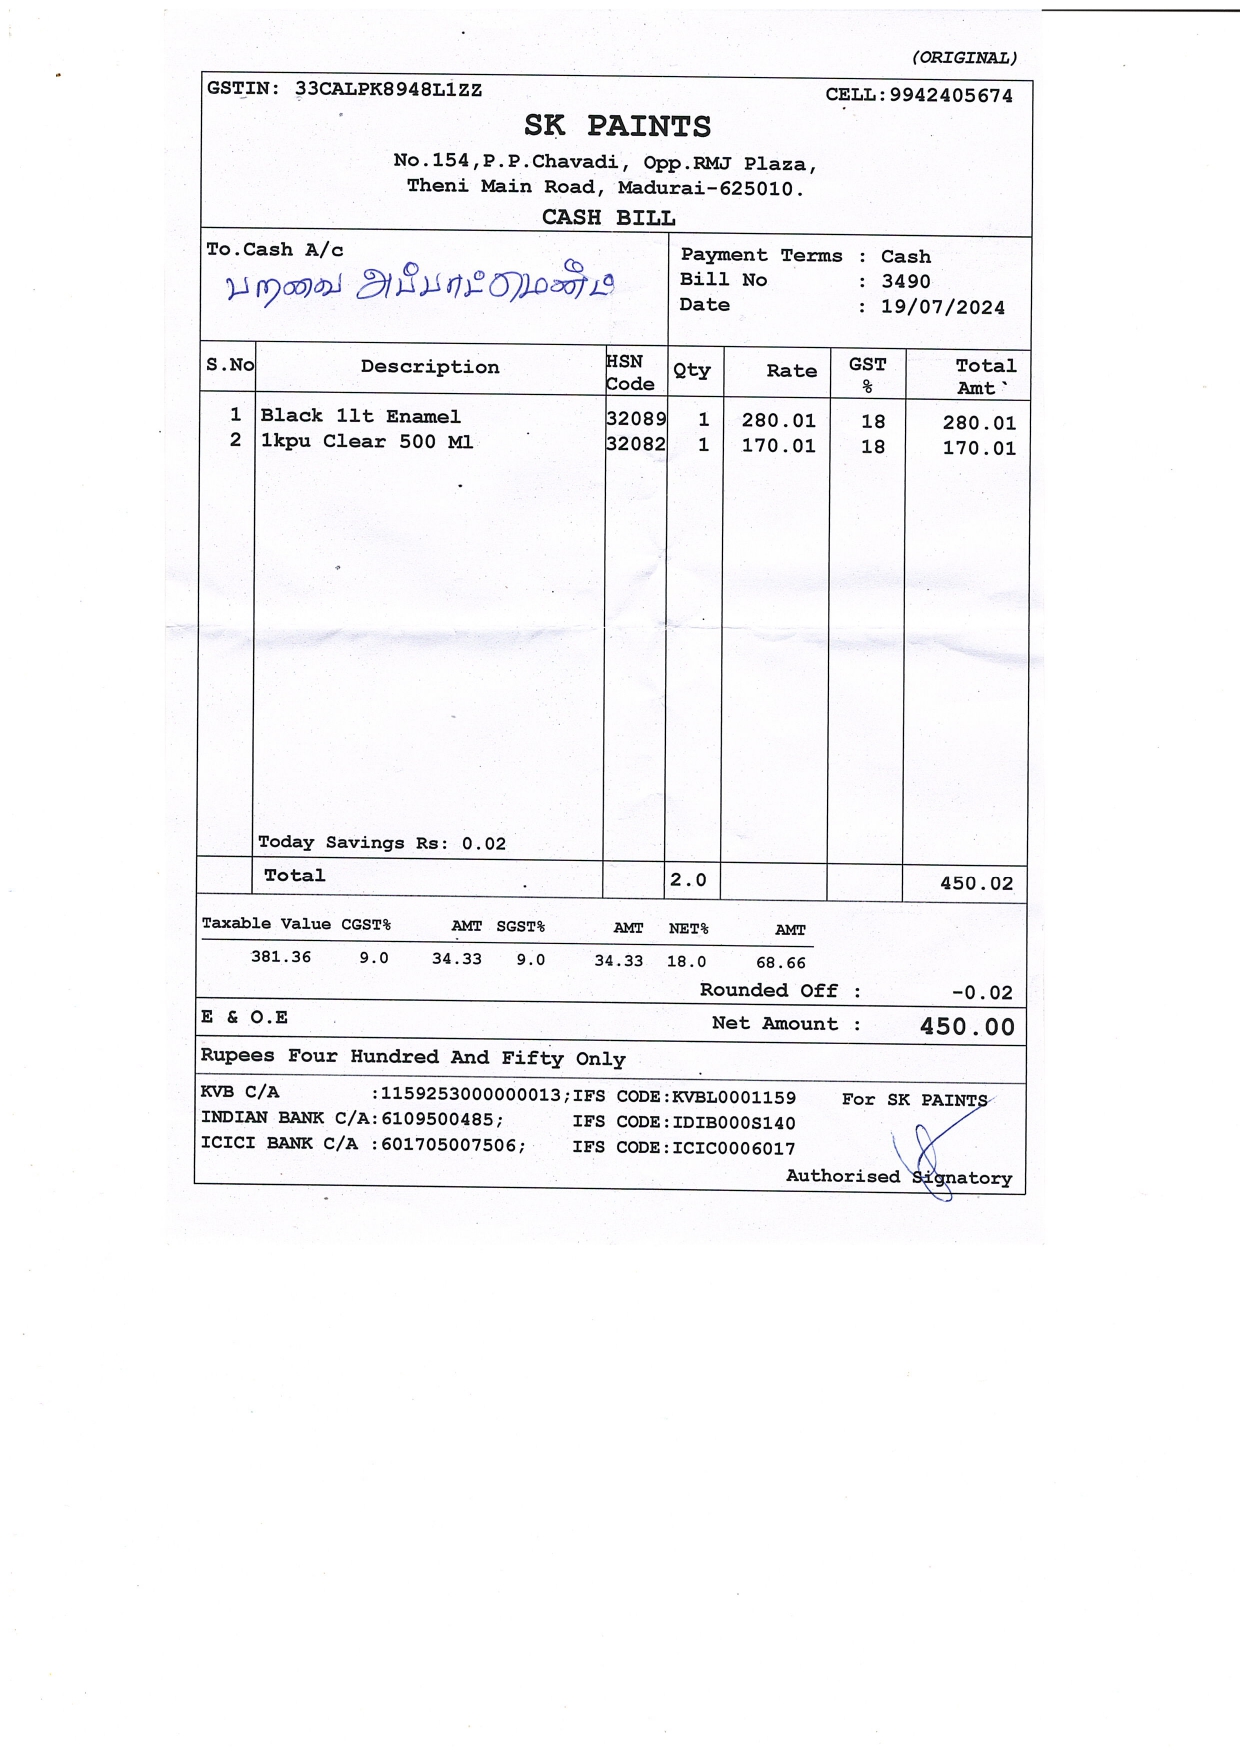 (ORIGINAL)
GSTIN: 33CALPK8948L1ZZ CELL:9942405674
SK PAINTS
No.154,P.P.Chavadi, Opp.RMJ Plaza,
Theni Main Road, Madurai-625010.
CASH BILL
To.Cash A/c
பறவை அப்பார்ட்மெண்ட்
Payment Terms : Cash
Bill No : 3490
Date : 19/07/2024
S.No Description HSN Code Qty Rate GST % Total Amt`
1 Black 1lt Enamel 32089 1 280.01 18 280.01
2 1kpu Clear 500 Ml 32082 1 170.01 18 170.01
Today Savings Rs: 0.02
Total 2.0 450.02
Taxable Value CGST% AMT SGST% AMT NET% AMT
381.36 9.0 34.33 9.0 34.33 18.0 68.66
Rounded Off : -0.02
E & O.E Net Amount : 450.00
Rupees Four Hundred And Fifty Only
KVB C/A :1159253000000013;IFS CODE:KVBL0001159 For SK PAINTS
INDIAN BANK C/A:6109500485; IFS CODE:IDIB000S140
ICICI BANK C/A :601705007506; IFS CODE:ICIC0006017
Authorised Signatory